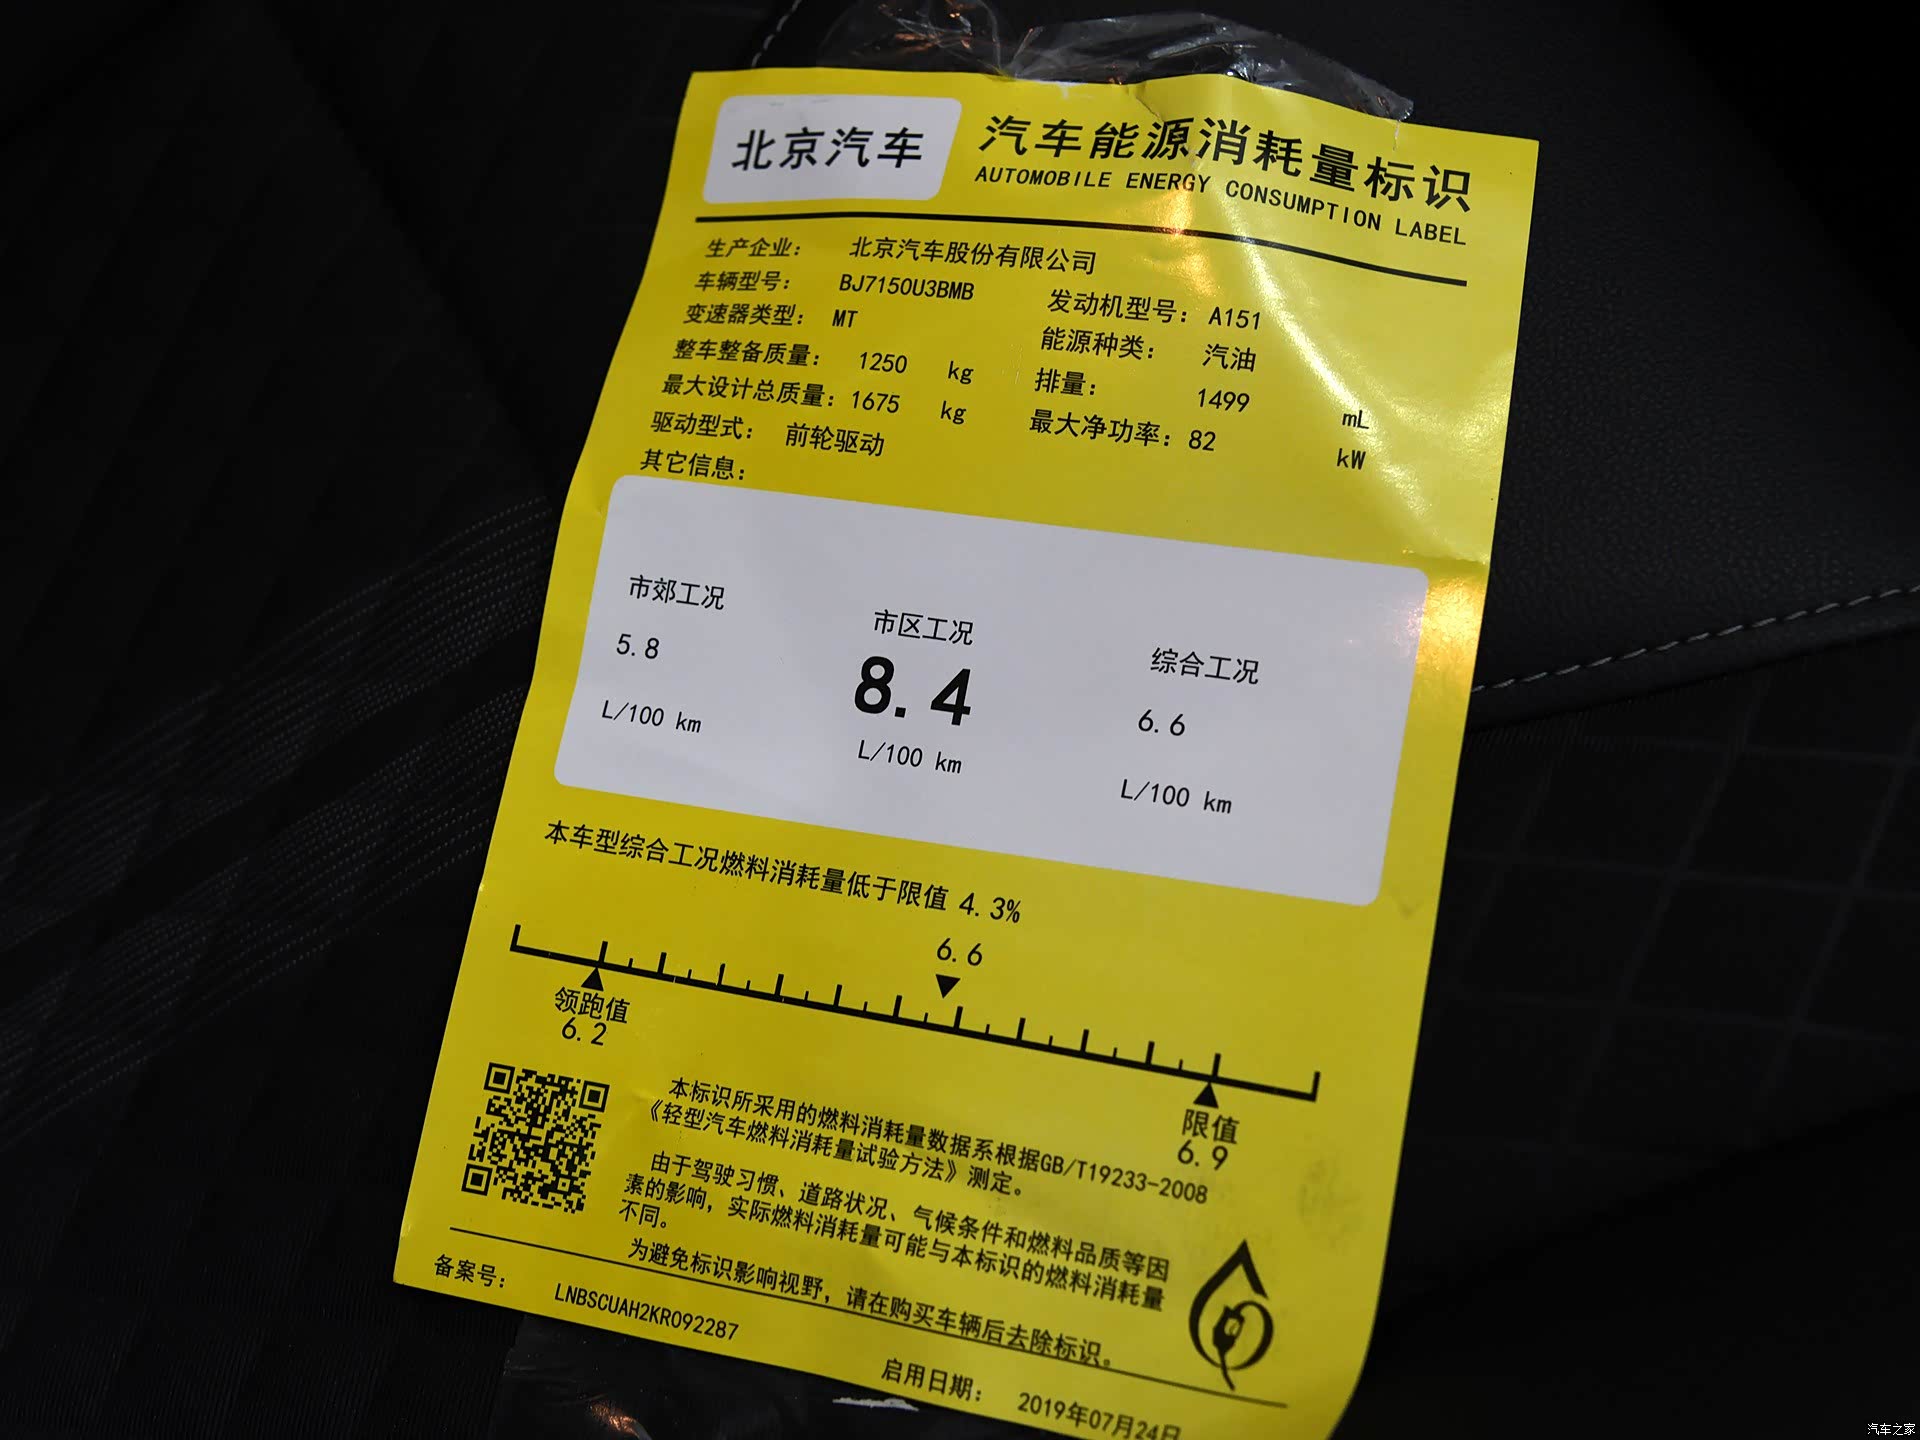 北京汽车
汽车能源消耗量标识
AUTOMOBILE ENERGY CONSUMPTION LABEL
生产企业： 北京汽车股份有限公司
车辆型号： BJ7150U3BMB
发动机型号：A151
变速器类型： MT
能源种类： 汽油
整车整备质量： 1250 kg
排量： 1499 mL
最大设计总质量：1675 kg
最大净功率：82 kW
驱动型式： 前轮驱动
其它信息：
市郊工况
5.8
L/100 km
市区工况
8.4
L/100 km
综合工况
6.6
L/100 km
本车型综合工况燃料消耗量低于限值 4.3%
6.6
领跑值
6.2
限值
6.9
本标识所采用的燃料消耗量数据系根据GB/T19233-2008
《轻型汽车燃料消耗量试验方法》测定。
由于驾驶习惯、道路状况、气候条件和燃料品质等因
素的影响，实际燃料消耗量可能与本标识的燃料消耗量
不同。
为避免标识影响视野，请在购买车辆后去除标识。
备案号： LNBSCUAH2KR092287
启用日期： 2019年07月24日
汽车之家